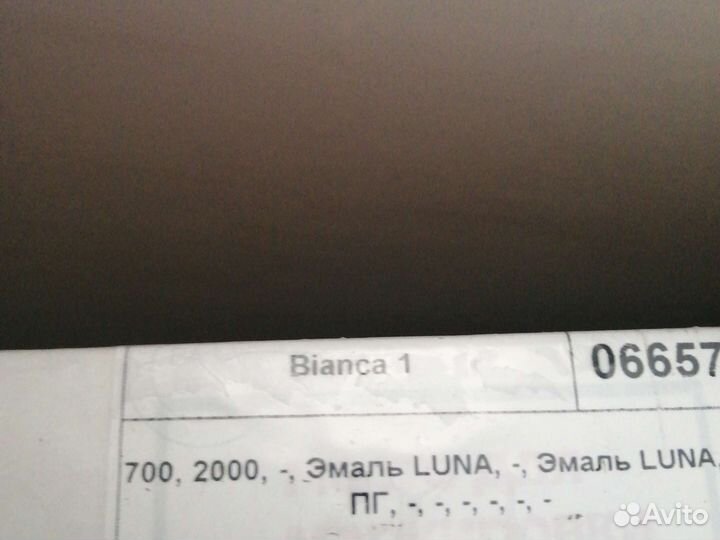 Bianca 1
06657
700, 2000, -, Эмаль LUNA, -, Эмаль LUNA,
ПГ, -, -, -, -, -, -
Avito